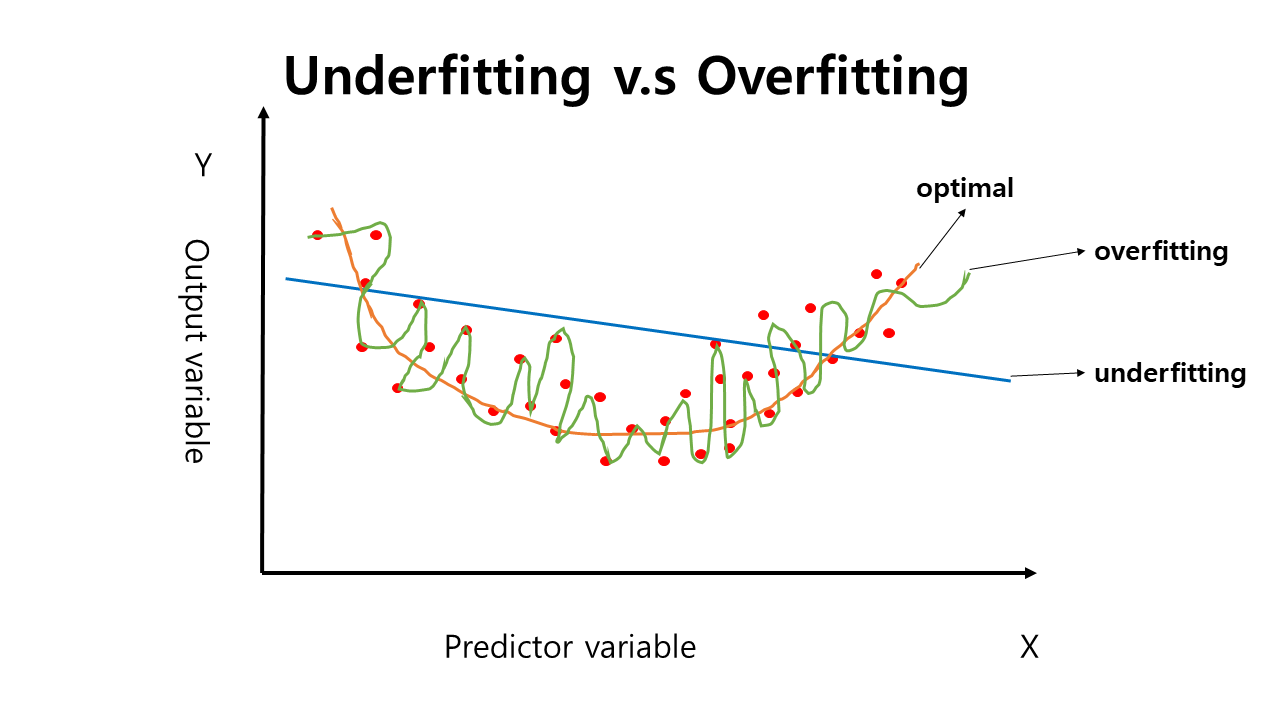 Underfitting v.s Overfitting
Y
Output variable
optimal
overfitting
underfitting
Predictor variable
X